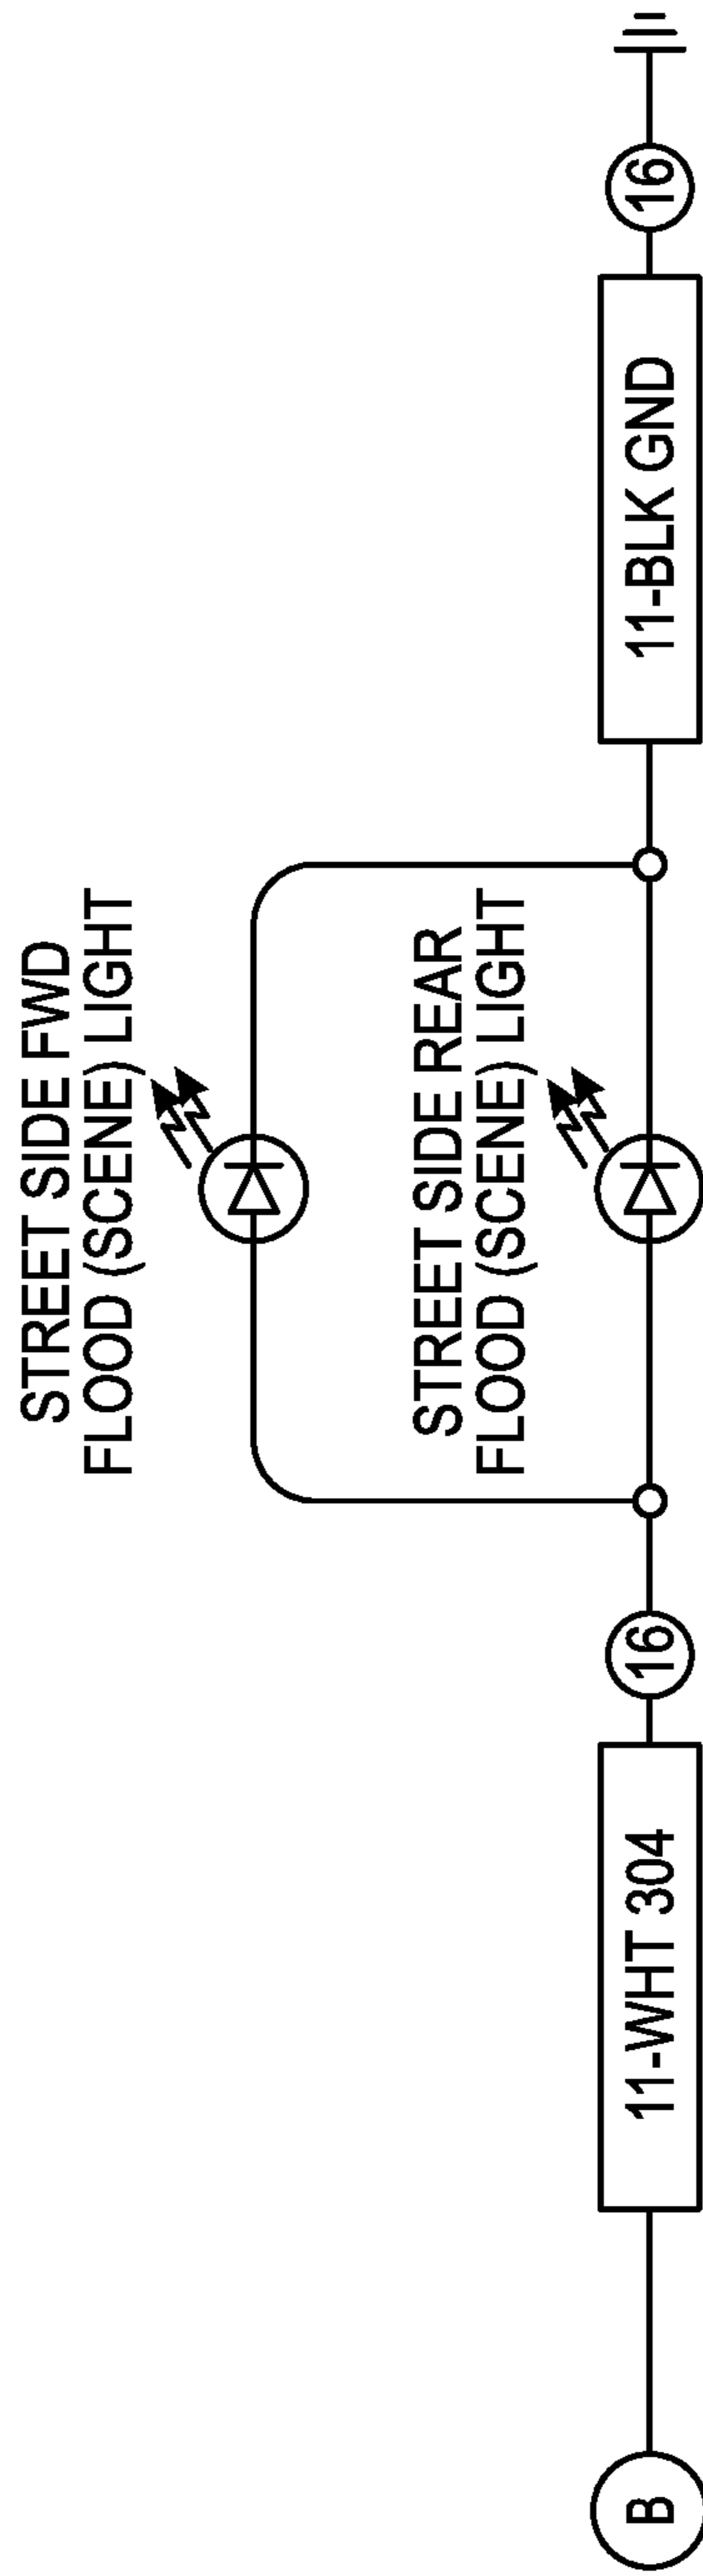 STREET SIDE FWD
FLOOD (SCENE) LIGHT
STREET SIDE REAR
FLOOD (SCENE) LIGHT
B
11-WHT 304
16
11-BLK GND
16